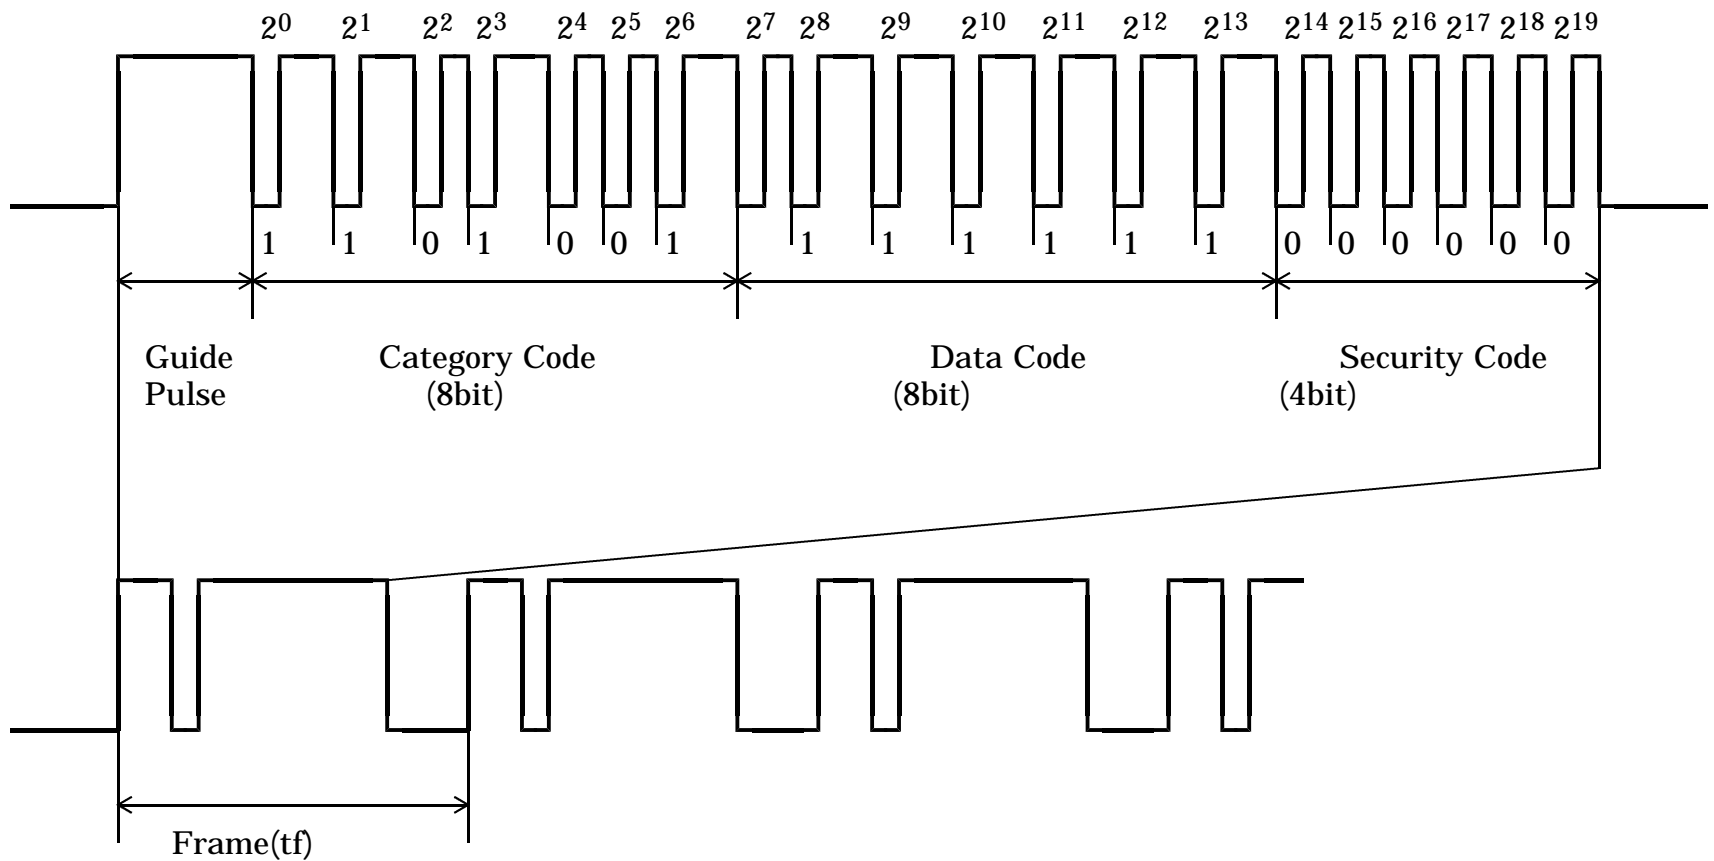 2⁰ 2¹ 2² 2³ 2⁴ 2⁵ 2⁶ 2⁷ 2⁸ 2⁹ 2¹⁰ 2¹¹ 2¹² 2¹³ 2¹⁴ 2¹⁵ 2¹⁶ 2¹⁷ 2¹⁸ 2¹⁹
1 1 0 1 0 0 1 1 1 1 1 1 1 0 0 0 0 0 0
Guide Category Code Data Code Security Code
Pulse (8bit) (8bit) (4bit)
Frame(tf)